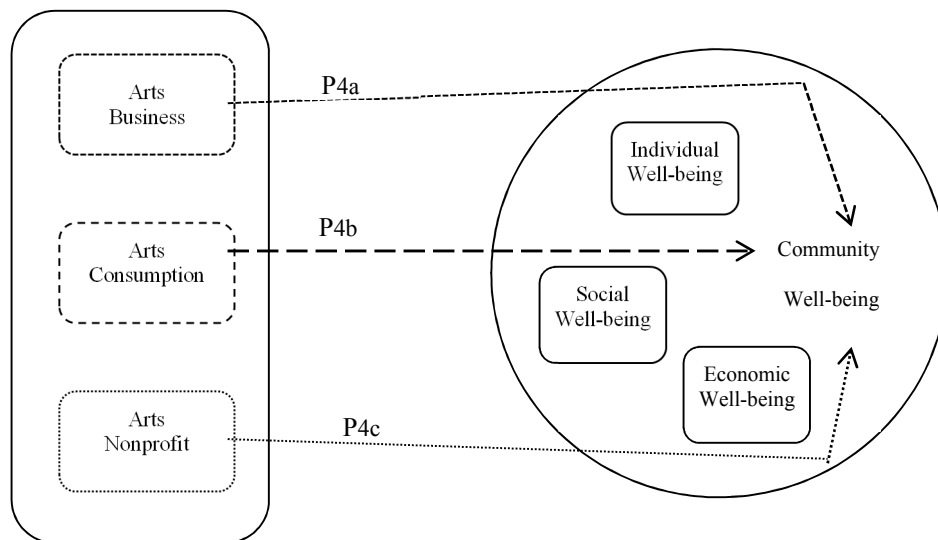 Arts
Business
P4a
Individual
Well-being
Arts
Consumption
P4b
Community
Well-being
Social
Well-being
Economic
Well-being
Arts
Nonprofit
P4c